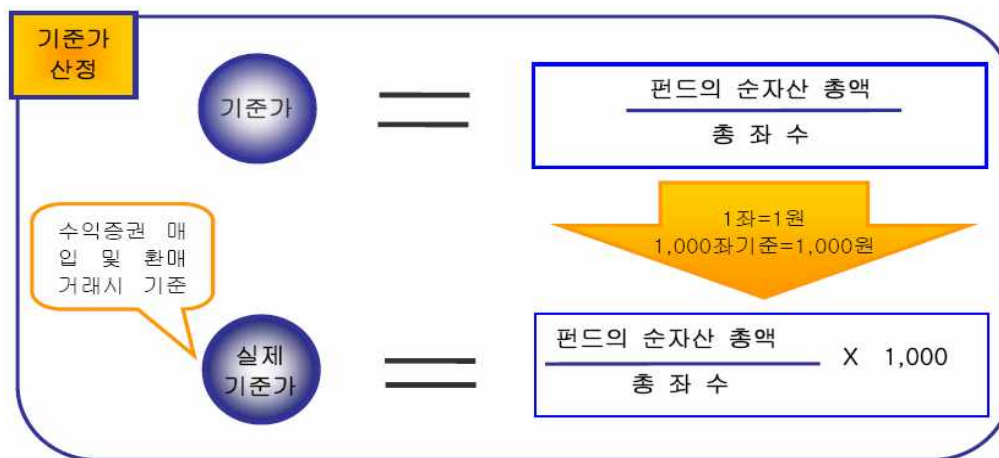 기준가
산정
기준가
펀드의 순자산 총액
총 좌 수
1좌=1원
1,000좌기준=1,000원
수익증권 매
입 및 환매
거래시 기준
실제
기준가
펀드의 순자산 총액
총 좌 수
X 1,000